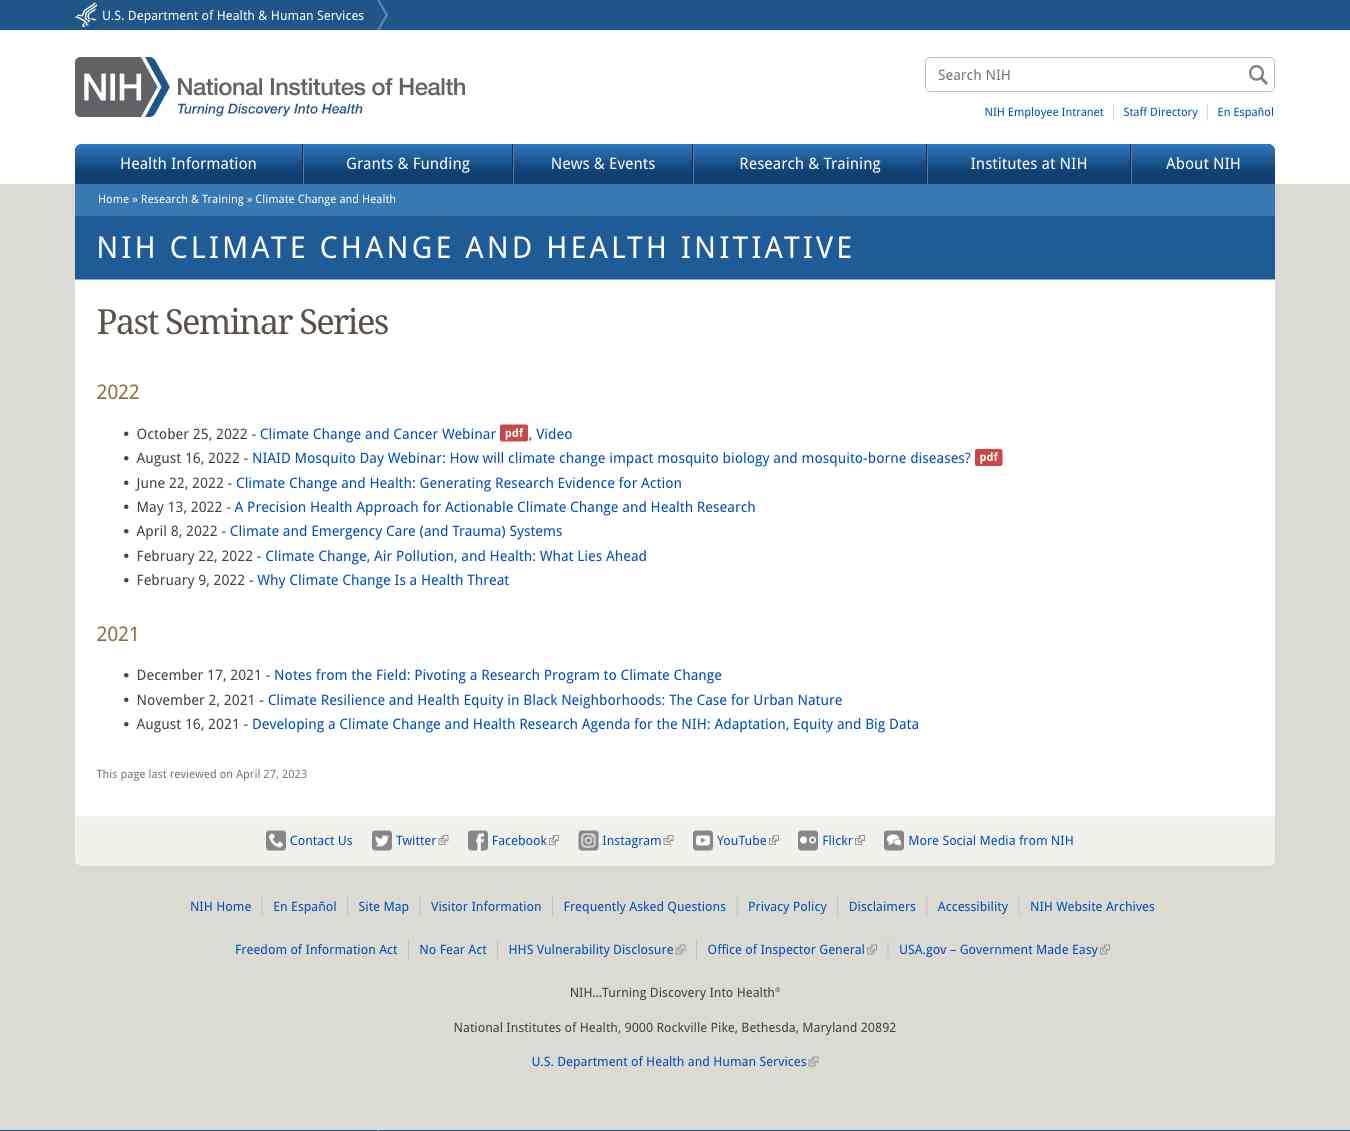 U.S. Department of Health & Human Services
NIH National Institutes of Health
Turning Discovery Into Health
Search NIH
NIH Employee Intranet Staff Directory En Español
Health Information Grants & Funding News & Events Research & Training Institutes at NIH About NIH
Home » Research & Training » Climate Change and Health
NIH CLIMATE CHANGE AND HEALTH INITIATIVE
Past Seminar Series
2022
• October 25, 2022 - Climate Change and Cancer Webinar pdf, Video
• August 16, 2022 - NIAID Mosquito Day Webinar: How will climate change impact mosquito biology and mosquito-borne diseases? pdf
• June 22, 2022 - Climate Change and Health: Generating Research Evidence for Action
• May 13, 2022 - A Precision Health Approach for Actionable Climate Change and Health Research
• April 8, 2022 - Climate and Emergency Care (and Trauma) Systems
• February 22, 2022 - Climate Change, Air Pollution, and Health: What Lies Ahead
• February 9, 2022 - Why Climate Change Is a Health Threat
2021
• December 17, 2021 - Notes from the Field: Pivoting a Research Program to Climate Change
• November 2, 2021 - Climate Resilience and Health Equity in Black Neighborhoods: The Case for Urban Nature
• August 16, 2021 - Developing a Climate Change and Health Research Agenda for the NIH: Adaptation, Equity and Big Data
This page last reviewed on April 27, 2023
Contact Us Twitter Facebook Instagram YouTube Flickr More Social Media from NIH
NIH Home En Español Site Map Visitor Information Frequently Asked Questions Privacy Policy Disclaimers Accessibility NIH Website Archives
Freedom of Information Act No Fear Act HHS Vulnerability Disclosure Office of Inspector General USA.gov – Government Made Easy
NIH…Turning Discovery Into Health®
National Institutes of Health, 9000 Rockville Pike, Bethesda, Maryland 20892
U.S. Department of Health and Human Services